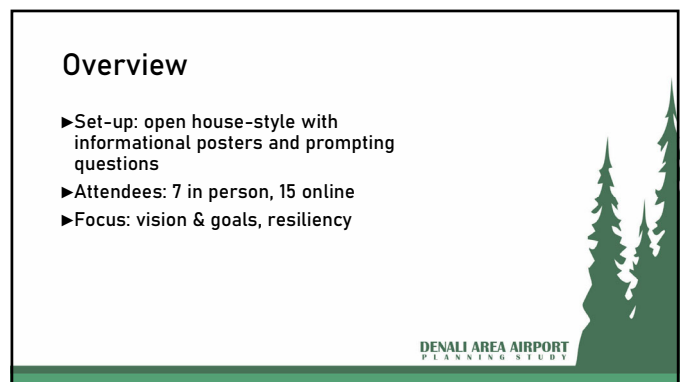 Overview
▶Set-up: open house-style with
informational posters and prompting
questions
▶Attendees: 7 in person, 15 online
▶Focus: vision & goals, resiliency
DENALI AREA AIRPORT
PLANNING STUDY